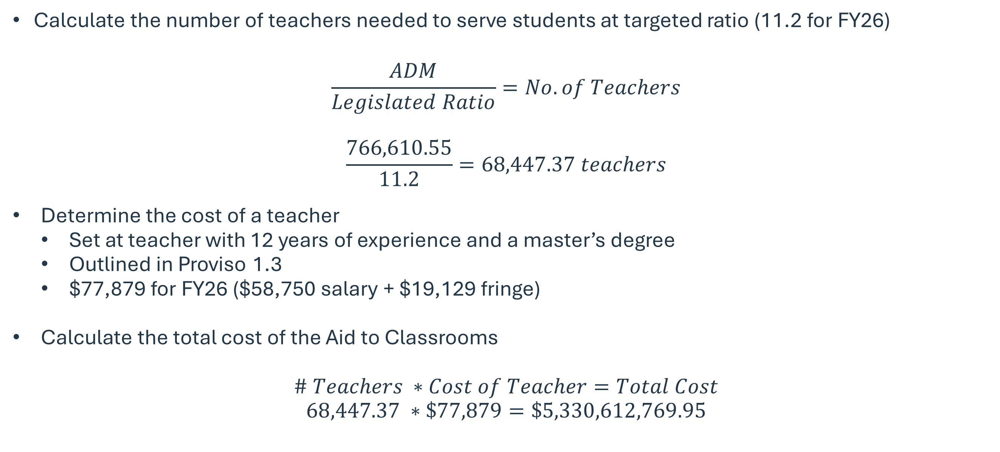 • Calculate the number of teachers needed to serve students at targeted ratio (11.2 for FY26)
ADM
Legislated Ratio
= No. of Teachers
766,610.55
11.2
= 68,447.37 teachers
• Determine the cost of a teacher
• Set at teacher with 12 years of experience and a master’s degree
• Outlined in Proviso 1.3
• $77,879 for FY26 ($58,750 salary + $19,129 fringe)
• Calculate the total cost of the Aid to Classrooms
# Teachers * Cost of Teacher = Total Cost
68,447.37 * $77,879 = $5,330,612,769.95